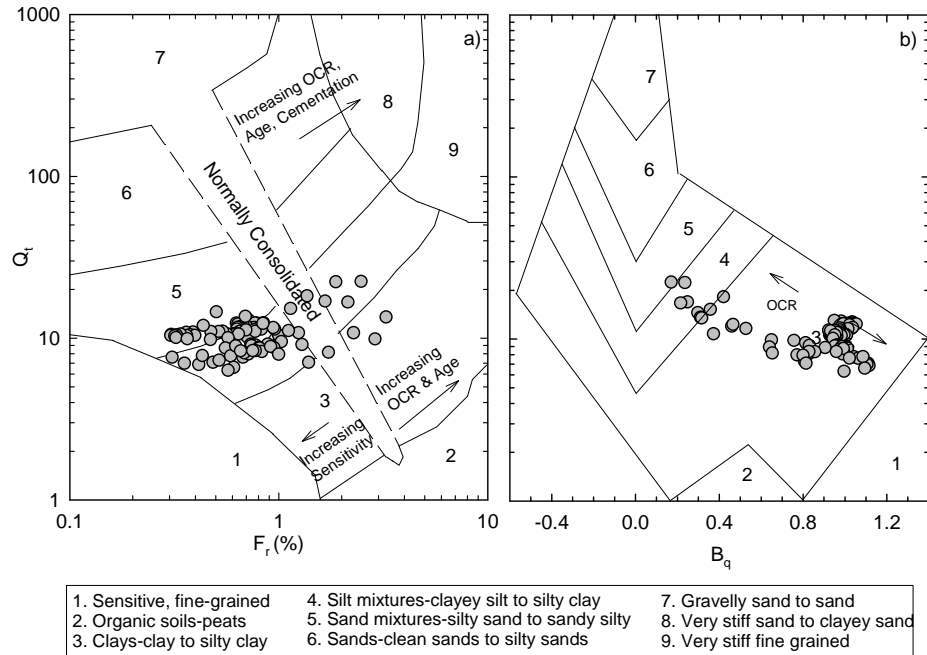 1000
100
10
1
Q t
0.1
1
10
F r (%)
a)
7
8
9
6
5
3
1
2
Increasing OCR,
Age, Cementation
Normally Consolidated
Increasing
OCR & Age
Increasing
Sensitivity
b)
7
6
5
4
OCR
3
1
2
-0.4
0.0
0.4
0.8
1.2
B q
1. Sensitive, fine-grained
2. Organic soils-peats
3. Clays-clay to silty clay
4. Silt mixtures-clayey silt to silty clay
5. Sand mixtures-silty sand to sandy silty
6. Sands-clean sands to silty sands
7. Gravelly sand to sand
8. Very stiff sand to clayey sand
9. Very stiff fine grained